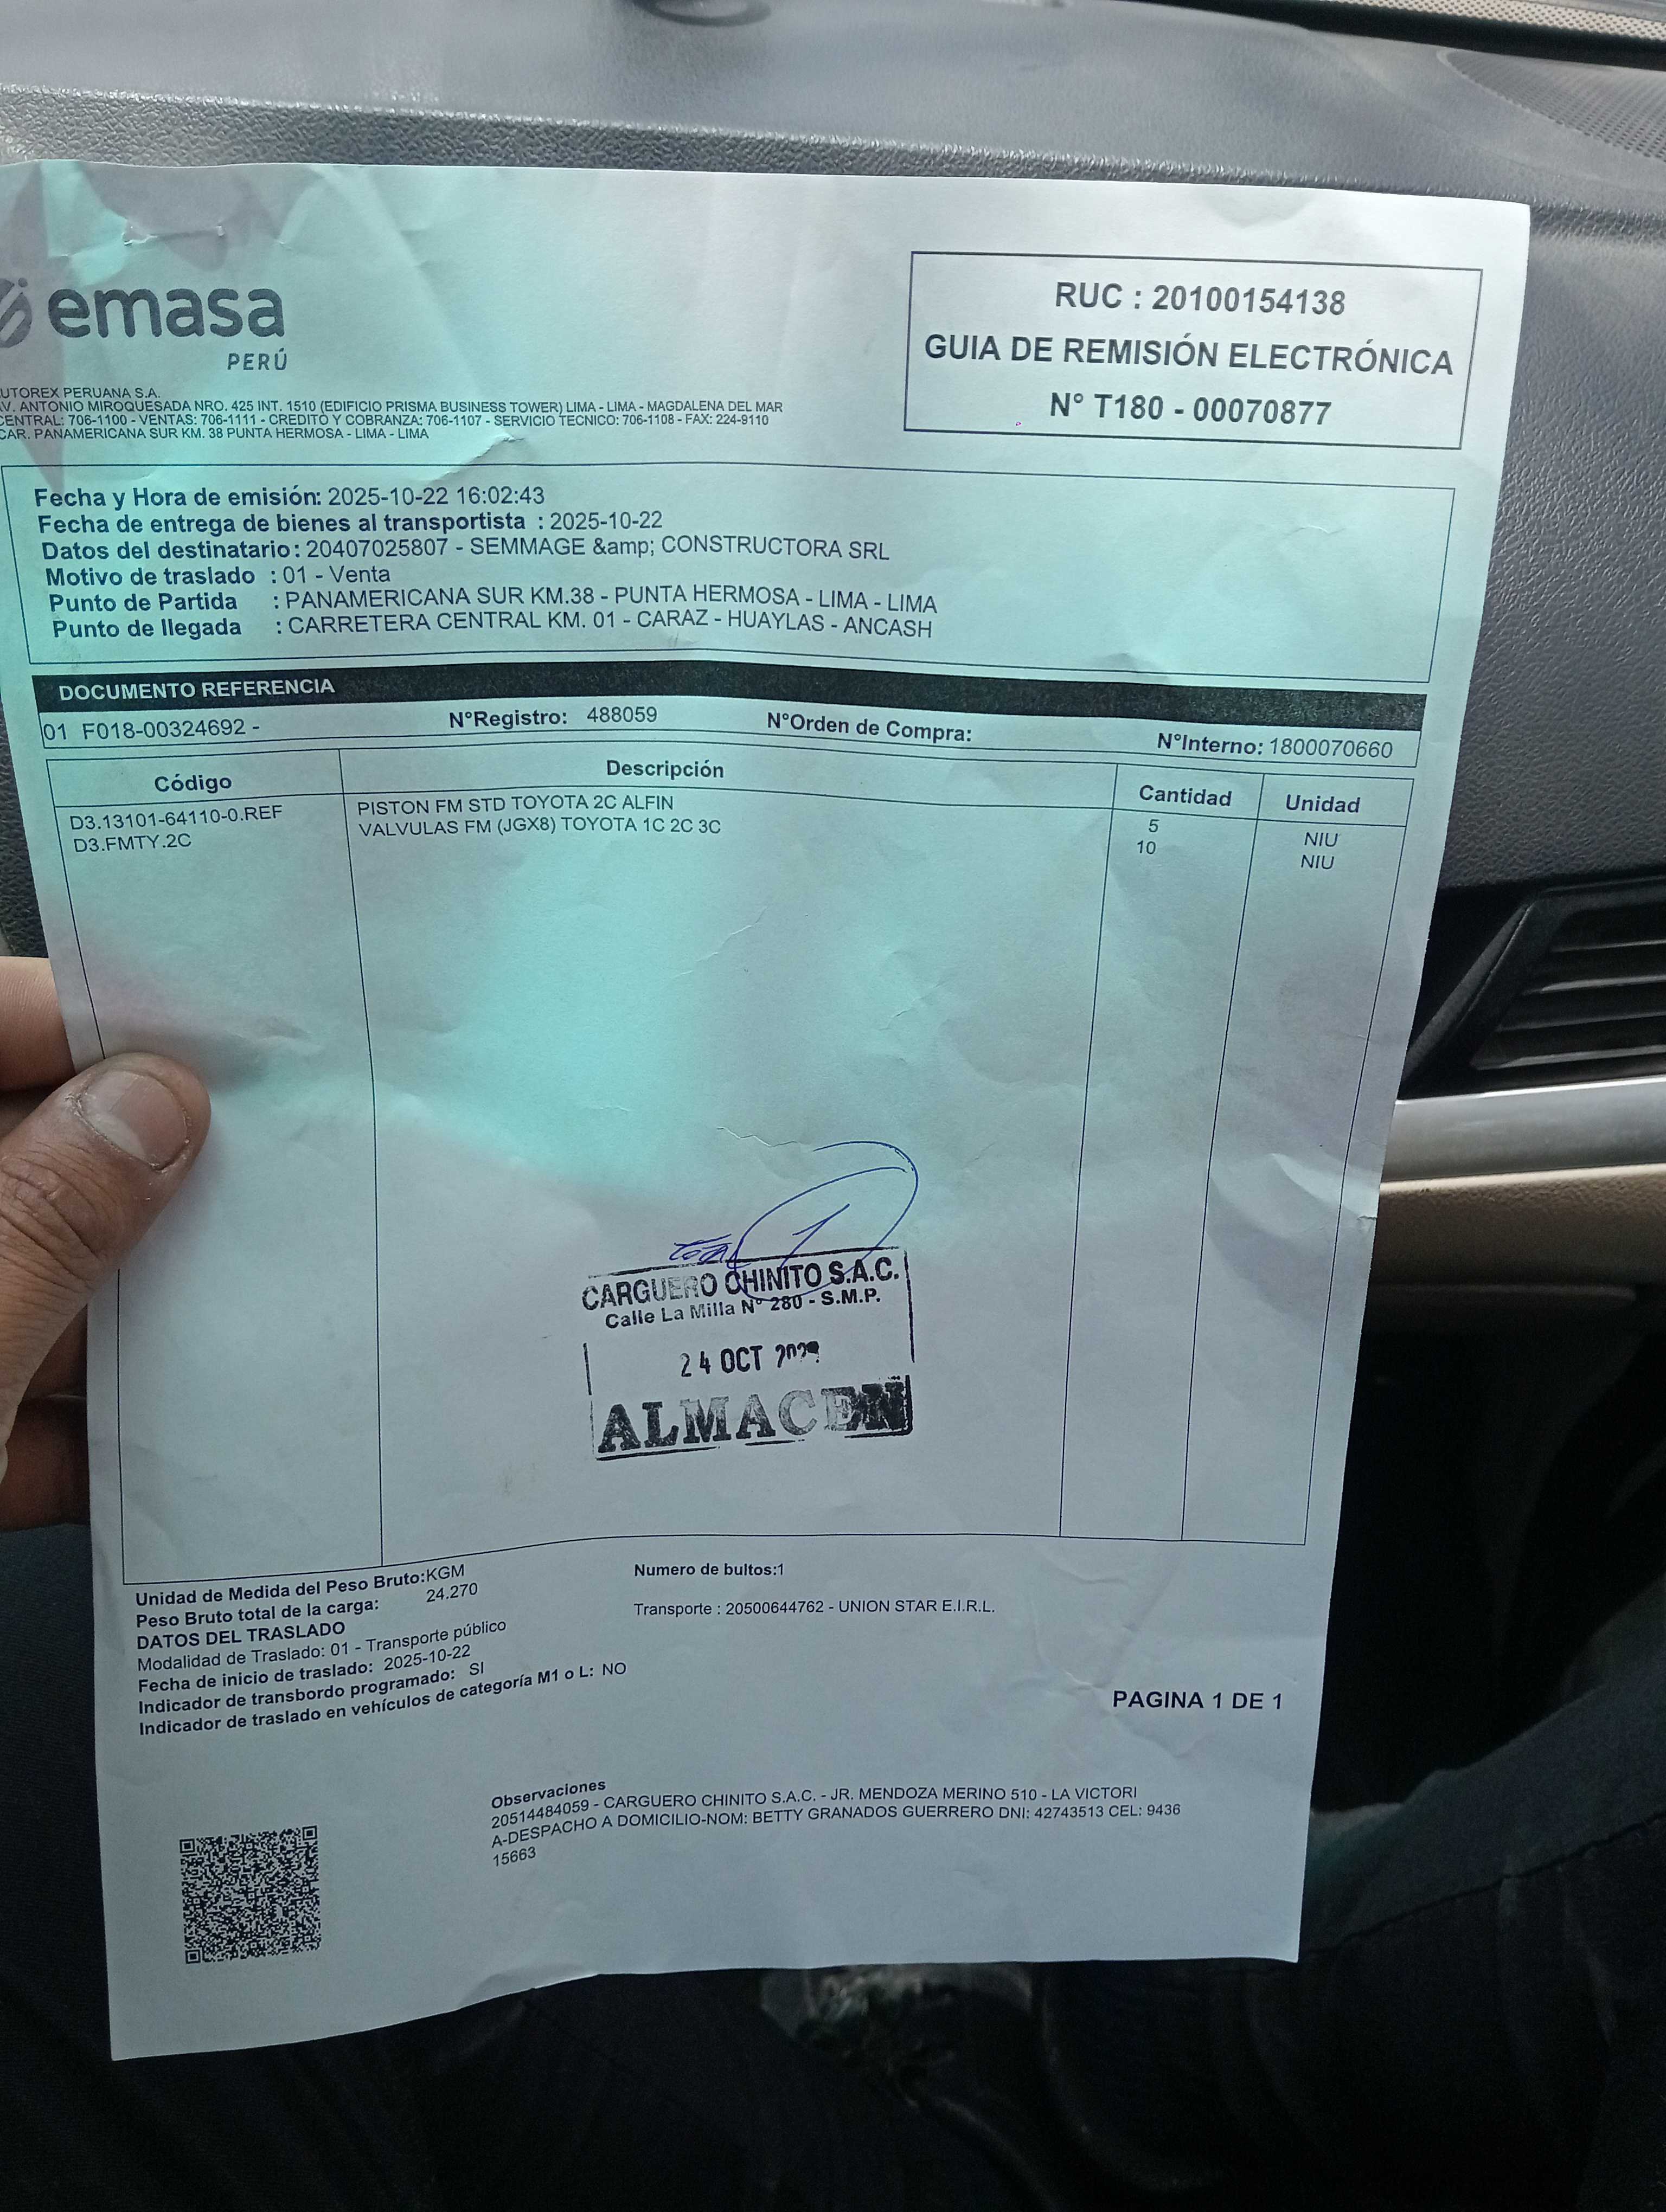 emasa
PERÚ
RUC : 20100154138
GUIA DE REMISIÓN ELECTRÓNICA
N° T180 - 00070877
UTOREX PERUANA S.A.
AV. ANTONIO MIROQUESADA NRO. 425 INT. 1510 (EDIFICIO PRISMA BUSINESS TOWER) LIMA - LIMA - MAGDALENA DEL MAR
CENTRAL: 706-1100 - VENTAS: 706-1111 - CREDITO Y COBRANZA: 706-1107 - SERVICIO TECNICO: 706-1108 - FAX: 224-9110
CAR. PANAMERICANA SUR KM. 38 PUNTA HERMOSA - LIMA - LIMA
Fecha y Hora de emisión: 2025-10-22 16:02:43
Fecha de entrega de bienes al transportista : 2025-10-22
Datos del destinatario: 20407025807 - SEMMAGE &amp; CONSTRUCTORA SRL
Motivo de traslado : 01 - Venta
Punto de Partida : PANAMERICANA SUR KM.38 - PUNTA HERMOSA - LIMA - LIMA
Punto de llegada : CARRETERA CENTRAL KM. 01 - CARAZ - HUAYLAS - ANCASH
DOCUMENTO REFERENCIA
01 F018-00324692 - N°Registro: 488059 N°Orden de Compra: N°Interno: 1800070660
Código Descripción Cantidad Unidad
D3.13101-64110-0.REF PISTON FM STD TOYOTA 2C ALFIN 5 NIU
D3.FMTY.2C VALVULAS FM (JGX8) TOYOTA 1C 2C 3C 10 NIU
CARGUERO CHINITO S.A.C.
Calle La Milla N° 280 - S.M.P.
24 OCT
ALMACEN
Unidad de Medida del Peso Bruto:KGM
Peso Bruto total de la carga: 24.270
Numero de bultos:1
Transporte : 20500644762 - UNION STAR E.I.R.L.
DATOS DEL TRASLADO
Modalidad de Traslado: 01 - Transporte público
Fecha de inicio de traslado: 2025-10-22
Indicador de transbordo programado: SI
Indicador de traslado en vehículos de categoría M1 o L: NO
PAGINA 1 DE 1
Observaciones
20514484059 - CARGUERO CHINITO S.A.C. - JR. MENDOZA MERINO 510 - LA VICTORI
A-DESPACHO A DOMICILIO-NOM: BETTY GRANADOS GUERRERO DNI: 42743513 CEL: 9436
15663